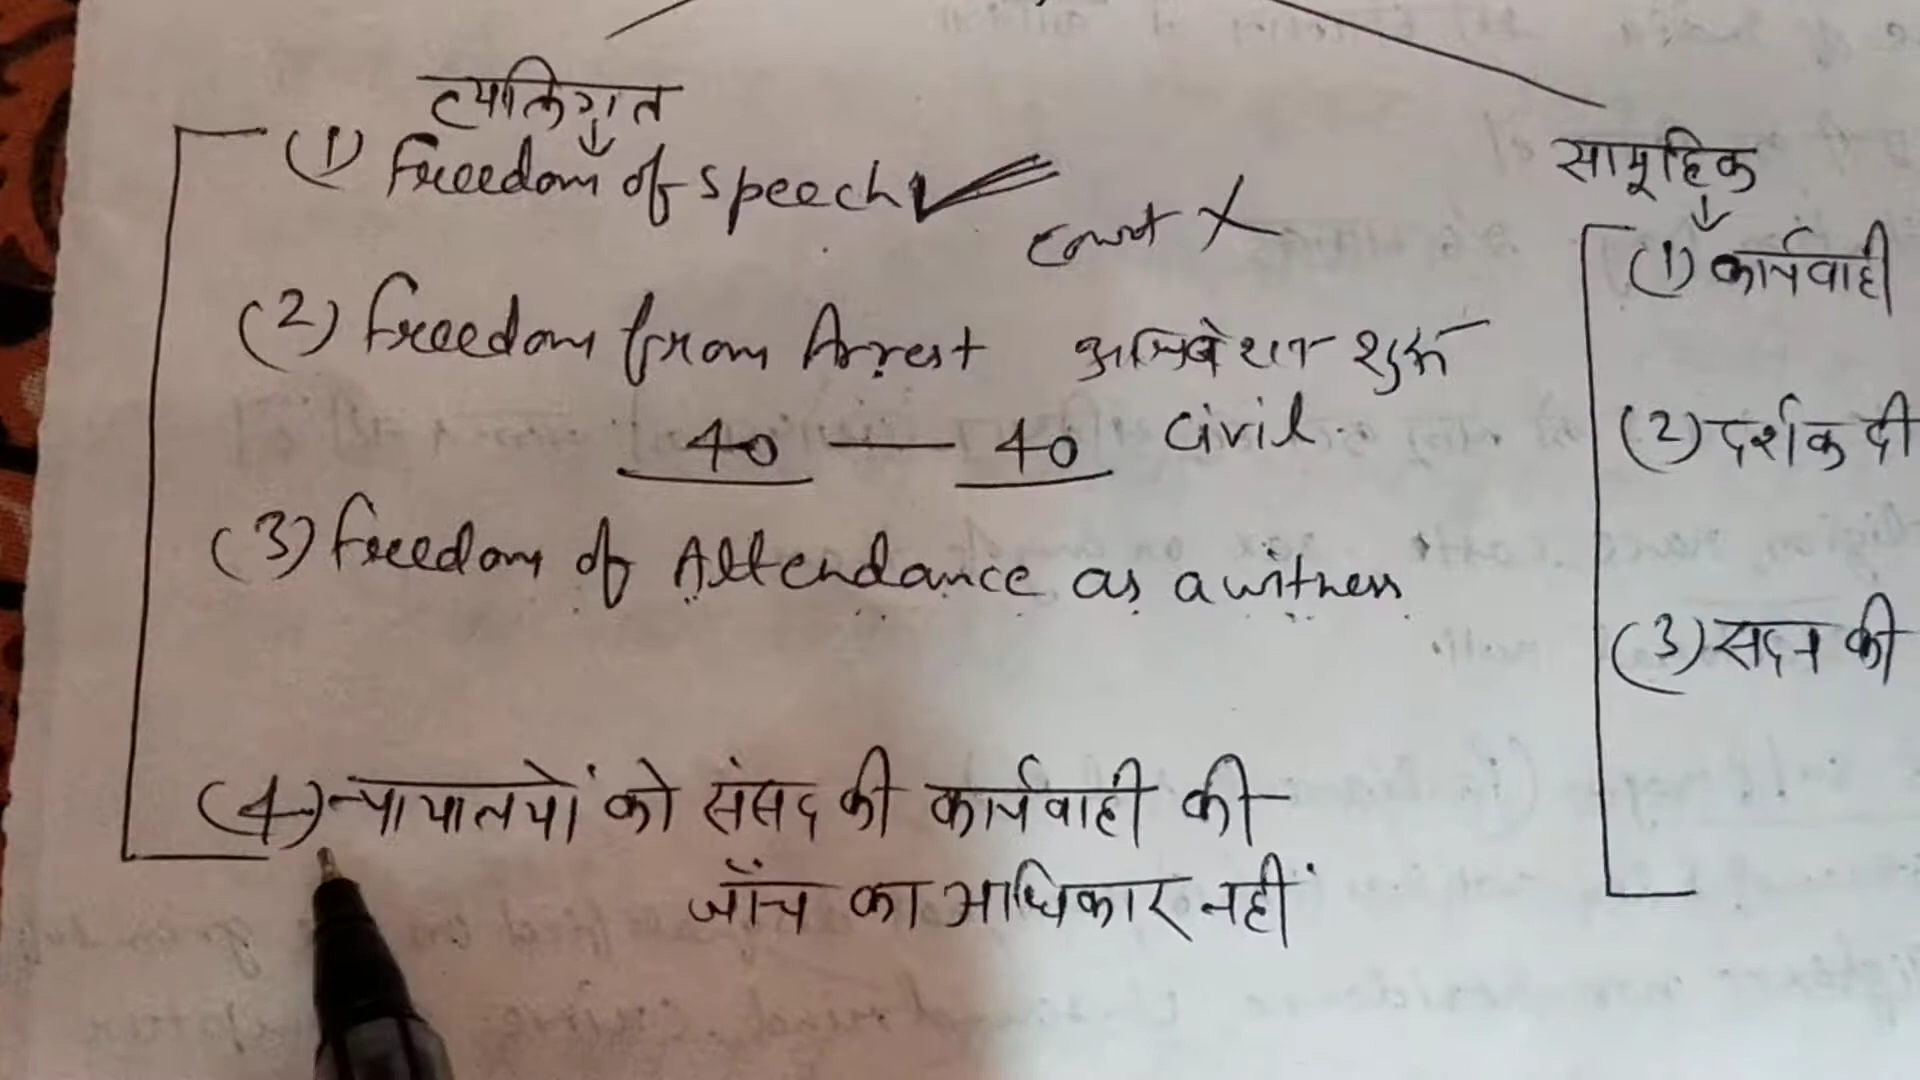 व्यक्तिगत
(1) Freedom of speech
Court X
(2) Freedom from Arrest अधिवेशन शुरू
40 — 40 Civil.
(3) Freedom of Attendance as a witness
(4) न्यायालयों को संसद की कार्यवाही की
जाँच का अधिकार नहीं
सामूहिक
(1) कार्यवाही
(2) दर्शक दी
(3) सदन की